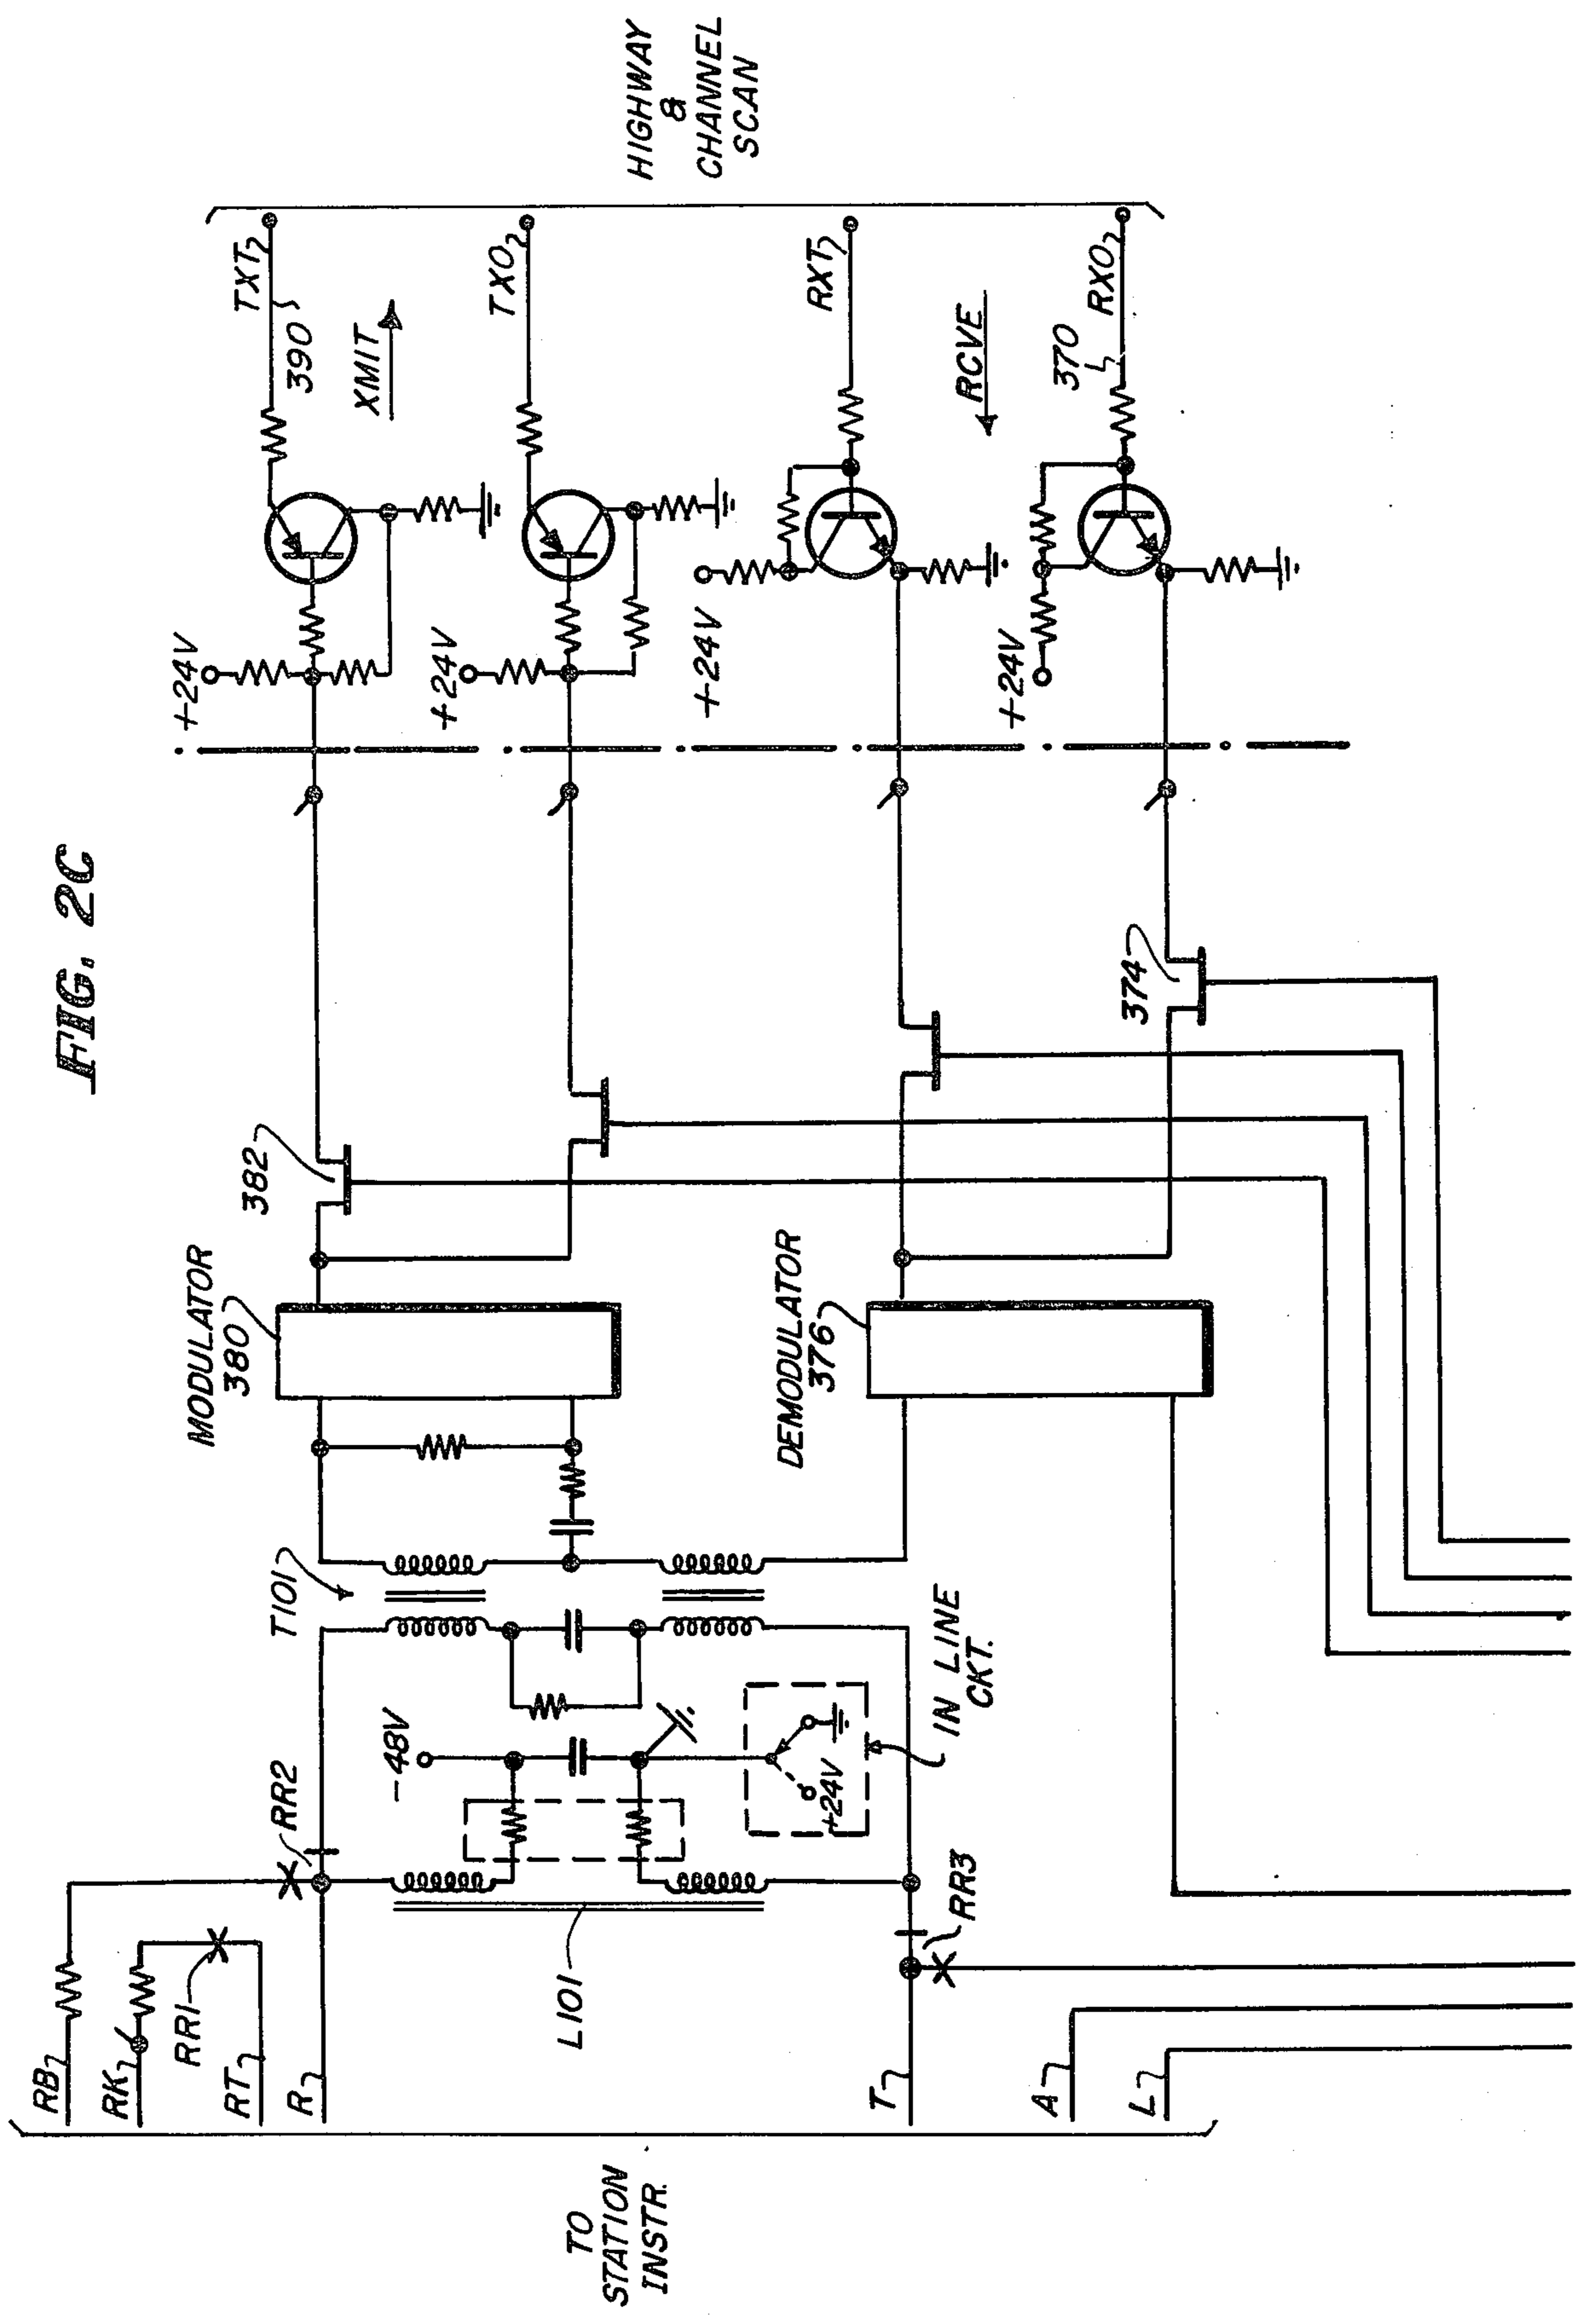 FIG. 2C
TO
STATION
INSTR.
RB
RK
RR1
RT
R
T
A
L
RR2
RR3
L101
-48V
+24V
IN LINE
CKT.
T101
MODULATOR
380
DEMODULATOR
376
382
374
+24V
+24V
+24V
+24V
TXT
390
XMIT
TXO
RXT
RCVE
370
RXO
HIGHWAY
&
CHANNEL
SCAN